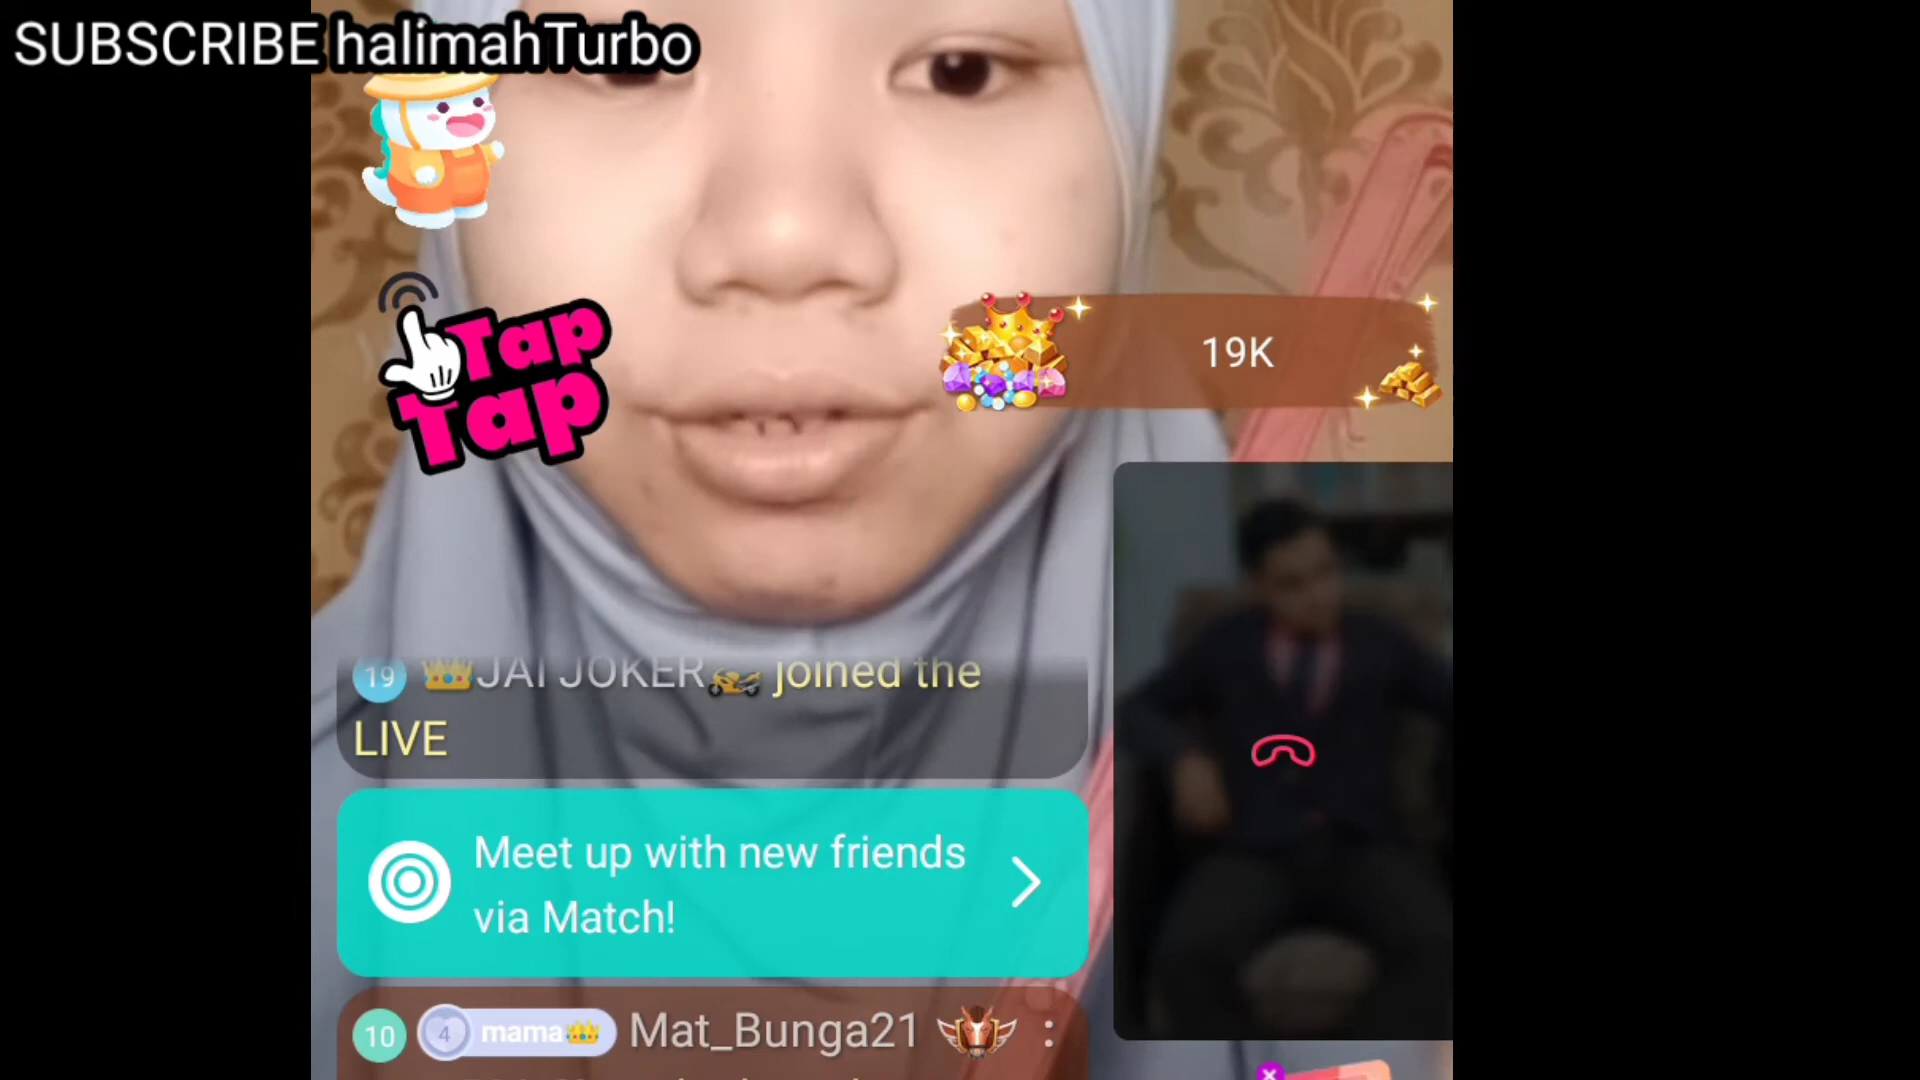 SUBSCRIBE halimahTurbo
Tap
Tap
19K
19 JAI JOKER joined the
LIVE
Meet up with new friends
via Match!
10 4 mama Mat_Bunga21 :